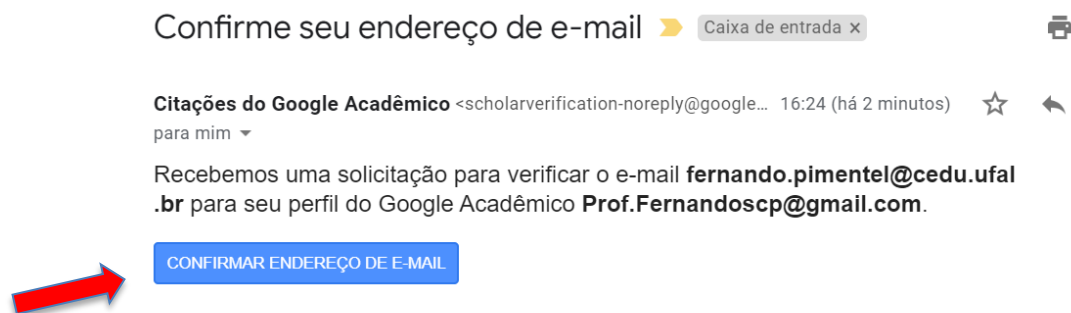 Confirme seu endereço de e-mail Caixa de entrada x
Citações do Google Acadêmico <scholarverification-noreply@google... 16:24 (há 2 minutos)
para mim
Recebemos uma solicitação para verificar o e-mail fernando.pimentel@cedu.ufal
.br para seu perfil do Google Acadêmico Prof.Fernandoscp@gmail.com.
CONFIRMAR ENDEREÇO DE E-MAIL